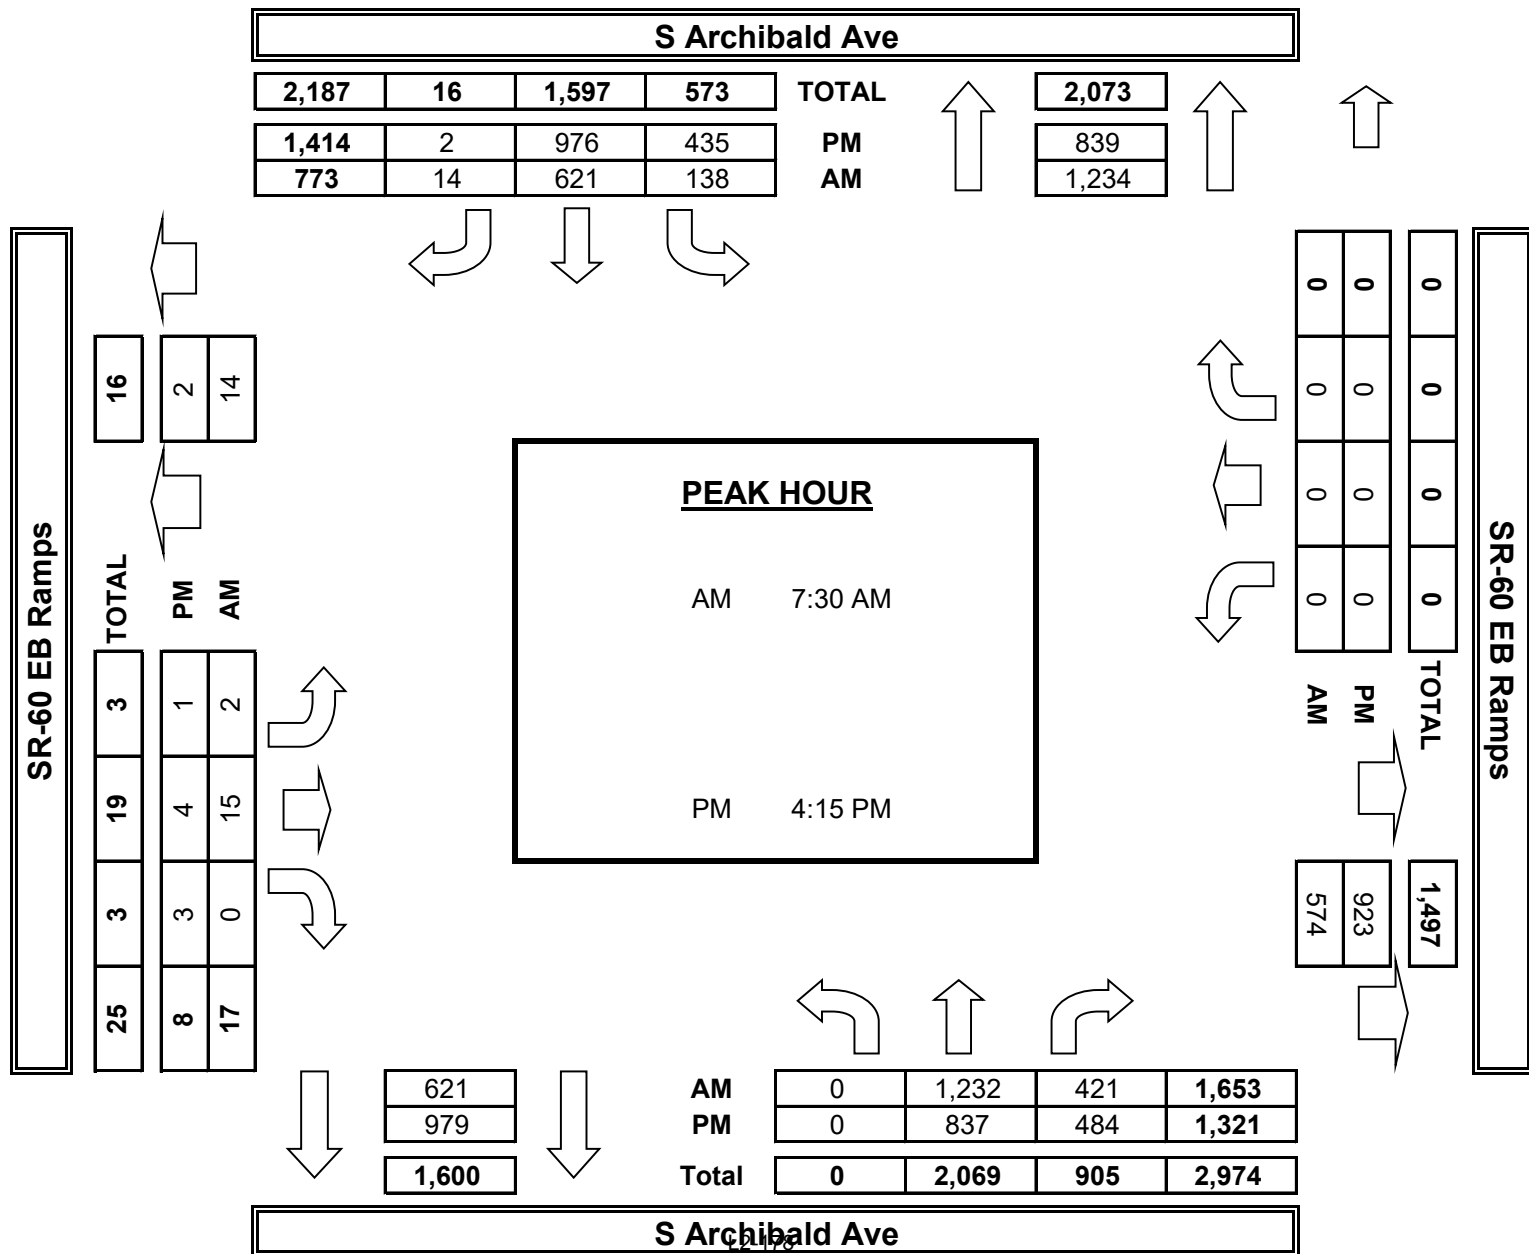 S Archibald Ave
2,187 16 1,597 573 TOTAL 2,073
1,414 2 976 435 PM 839
773 14 621 138 AM 1,234
SR-60 EB Ramps
16 2 14
TOTAL PM AM
3 1 2
19 4 15
3 3 0
25 8 17
PEAK HOUR
AM 7:30 AM
PM 4:15 PM
0 0 0
0 0 0
0 0 0
0 0 0
AM PM TOTAL
574 923 1,497
SR-60 EB Ramps
621 AM 0 1,232 421 1,653
979 PM 0 837 484 1,321
1,600 Total 0 2,069 905 2,974
S Archibald Ave
L2-178